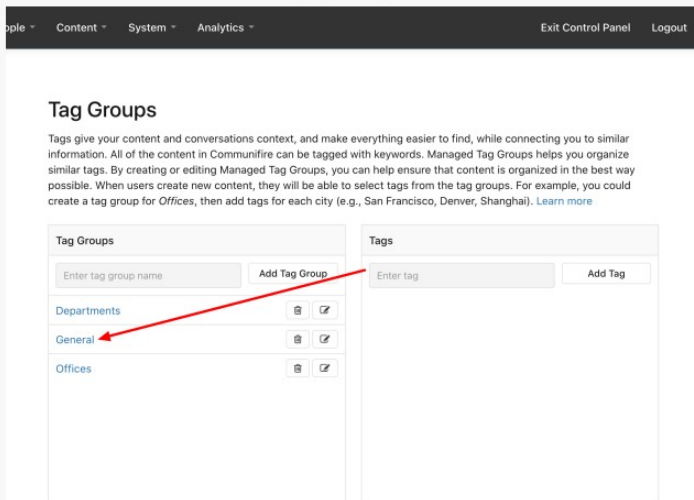 Content
System
Analytics
Exit Control Panel
Logout
Tag Groups
Tags give your content and conversations context, and make everything easier to find, while connecting you to similar
information. All of the content in Communifire can be tagged with keywords. Managed Tag Groups helps you organize
similar tags. By creating or editing Managed Tag Groups, you can help ensure that content is organized in the best way
possible. When users create new content, they will be able to select tags from the tag groups. For example, you could
create a tag group for Offices, then add tags for each city (e.g., San Francisco, Denver, Shanghai). Learn more
Tag Groups
Enter tag group name
Add Tag Group
Departments
General
Offices
Tags
Enter tag
Add Tag